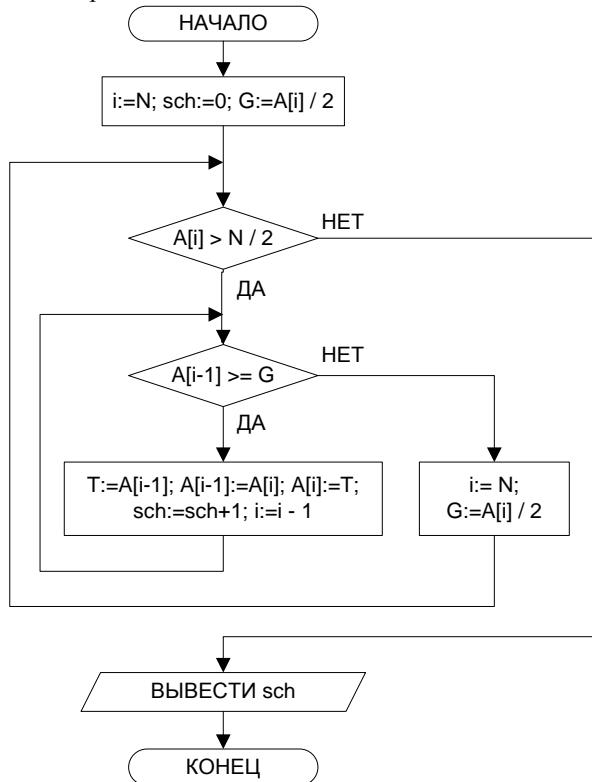 НАЧАЛО
i:=N; sch:=0; G:=A[i] / 2
A[i] > N / 2
НЕТ
ДА
A[i-1] >= G
НЕТ
ДА
T:=A[i-1]; A[i-1]:=A[i]; A[i]:=T;
sch:=sch+1; i:=i - 1
i:= N;
G:=A[i] / 2
ВЫВЕСТИ sch
КОНЕЦ